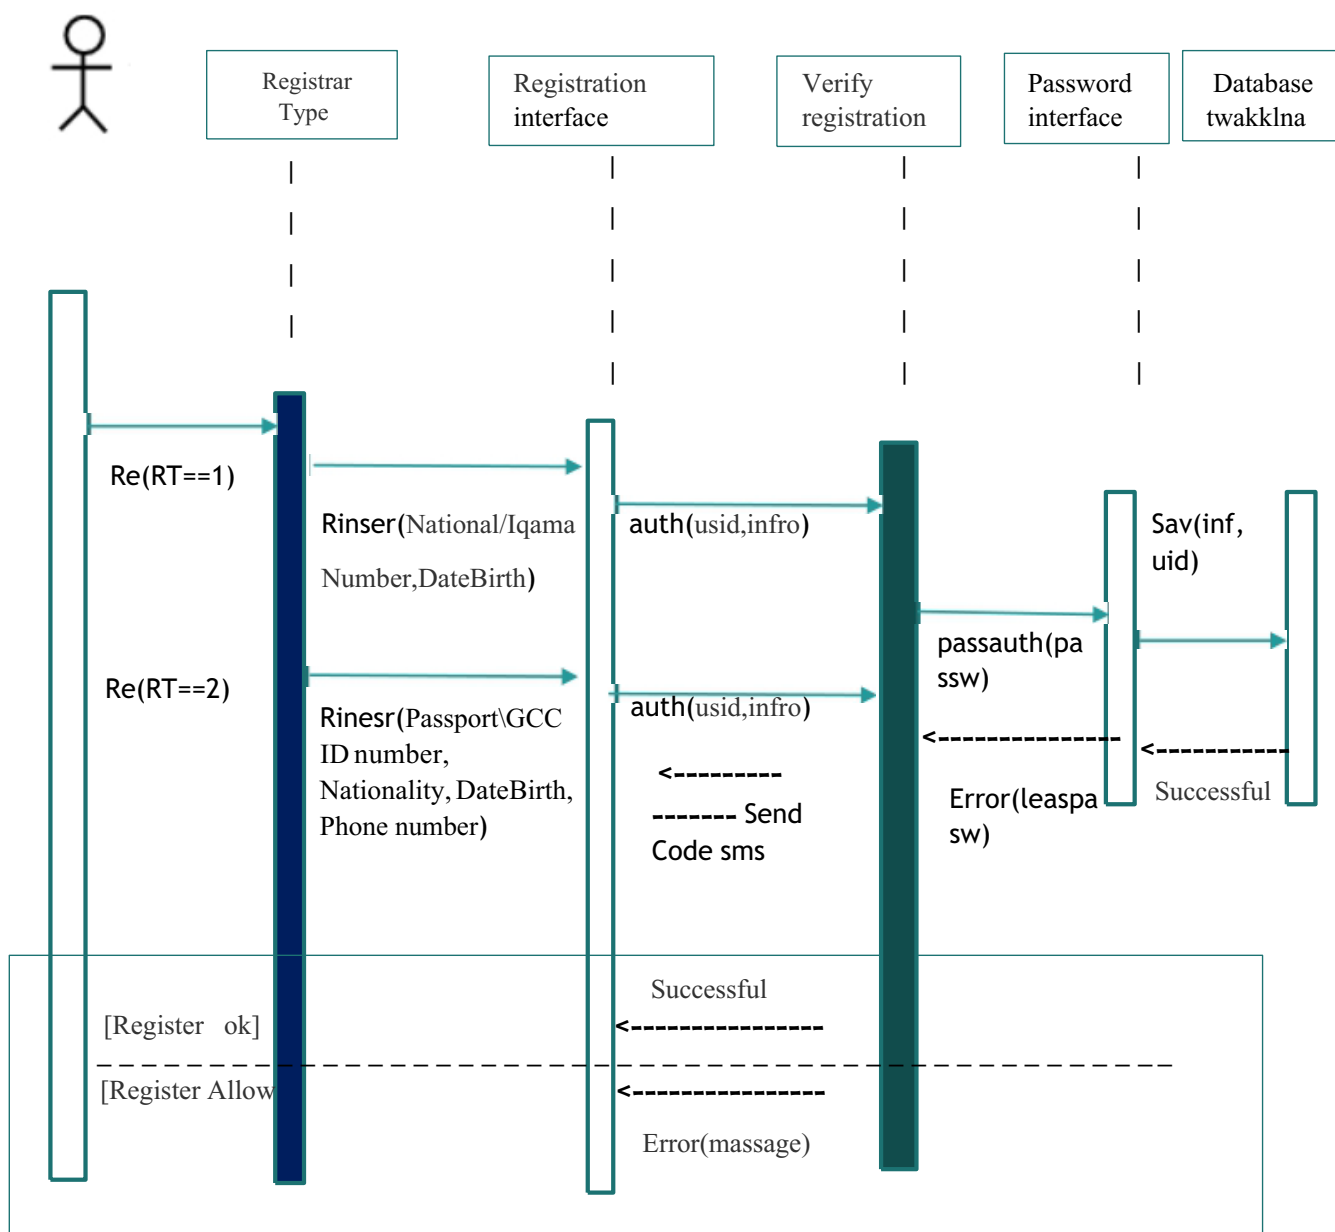 Registrar
Type
Registration
interface
Verify
registration
Password
interface
Database
twakklna
Re(RT==1)
Rinser(National/Iqama
Number,DateBirth)
auth(usid,infro)
Sav(inf,
uid)
passauth(pa
ssw)
Re(RT==2)
Rinesr(Passport\GCC
ID number,
Nationality, DateBirth,
Phone number)
auth(usid,infro)
Send
Code sms
Error(leaspa
sw)
Successful
Successful
[Register ok]
[Register Allow
Error(massage)